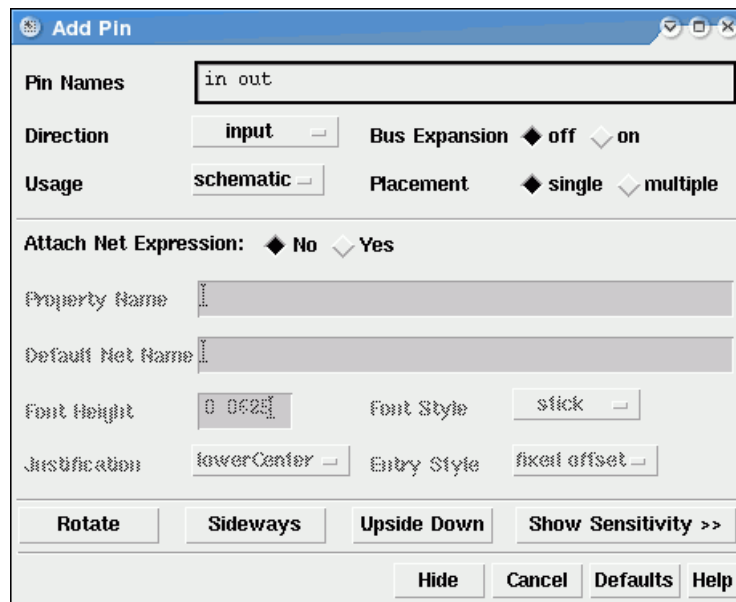 Add Pin
Pin Names in out
Direction input Bus Expansion off on
Usage schematic Placement single multiple
Attach Net Expression: No Yes
Property Name
Default Net Name
Font Height 0.0625 Font Style stick
Justification lowerCenter Entry Style fixed offset
Rotate Sideways Upside Down Show Sensitivity >>
Hide Cancel Defaults Help